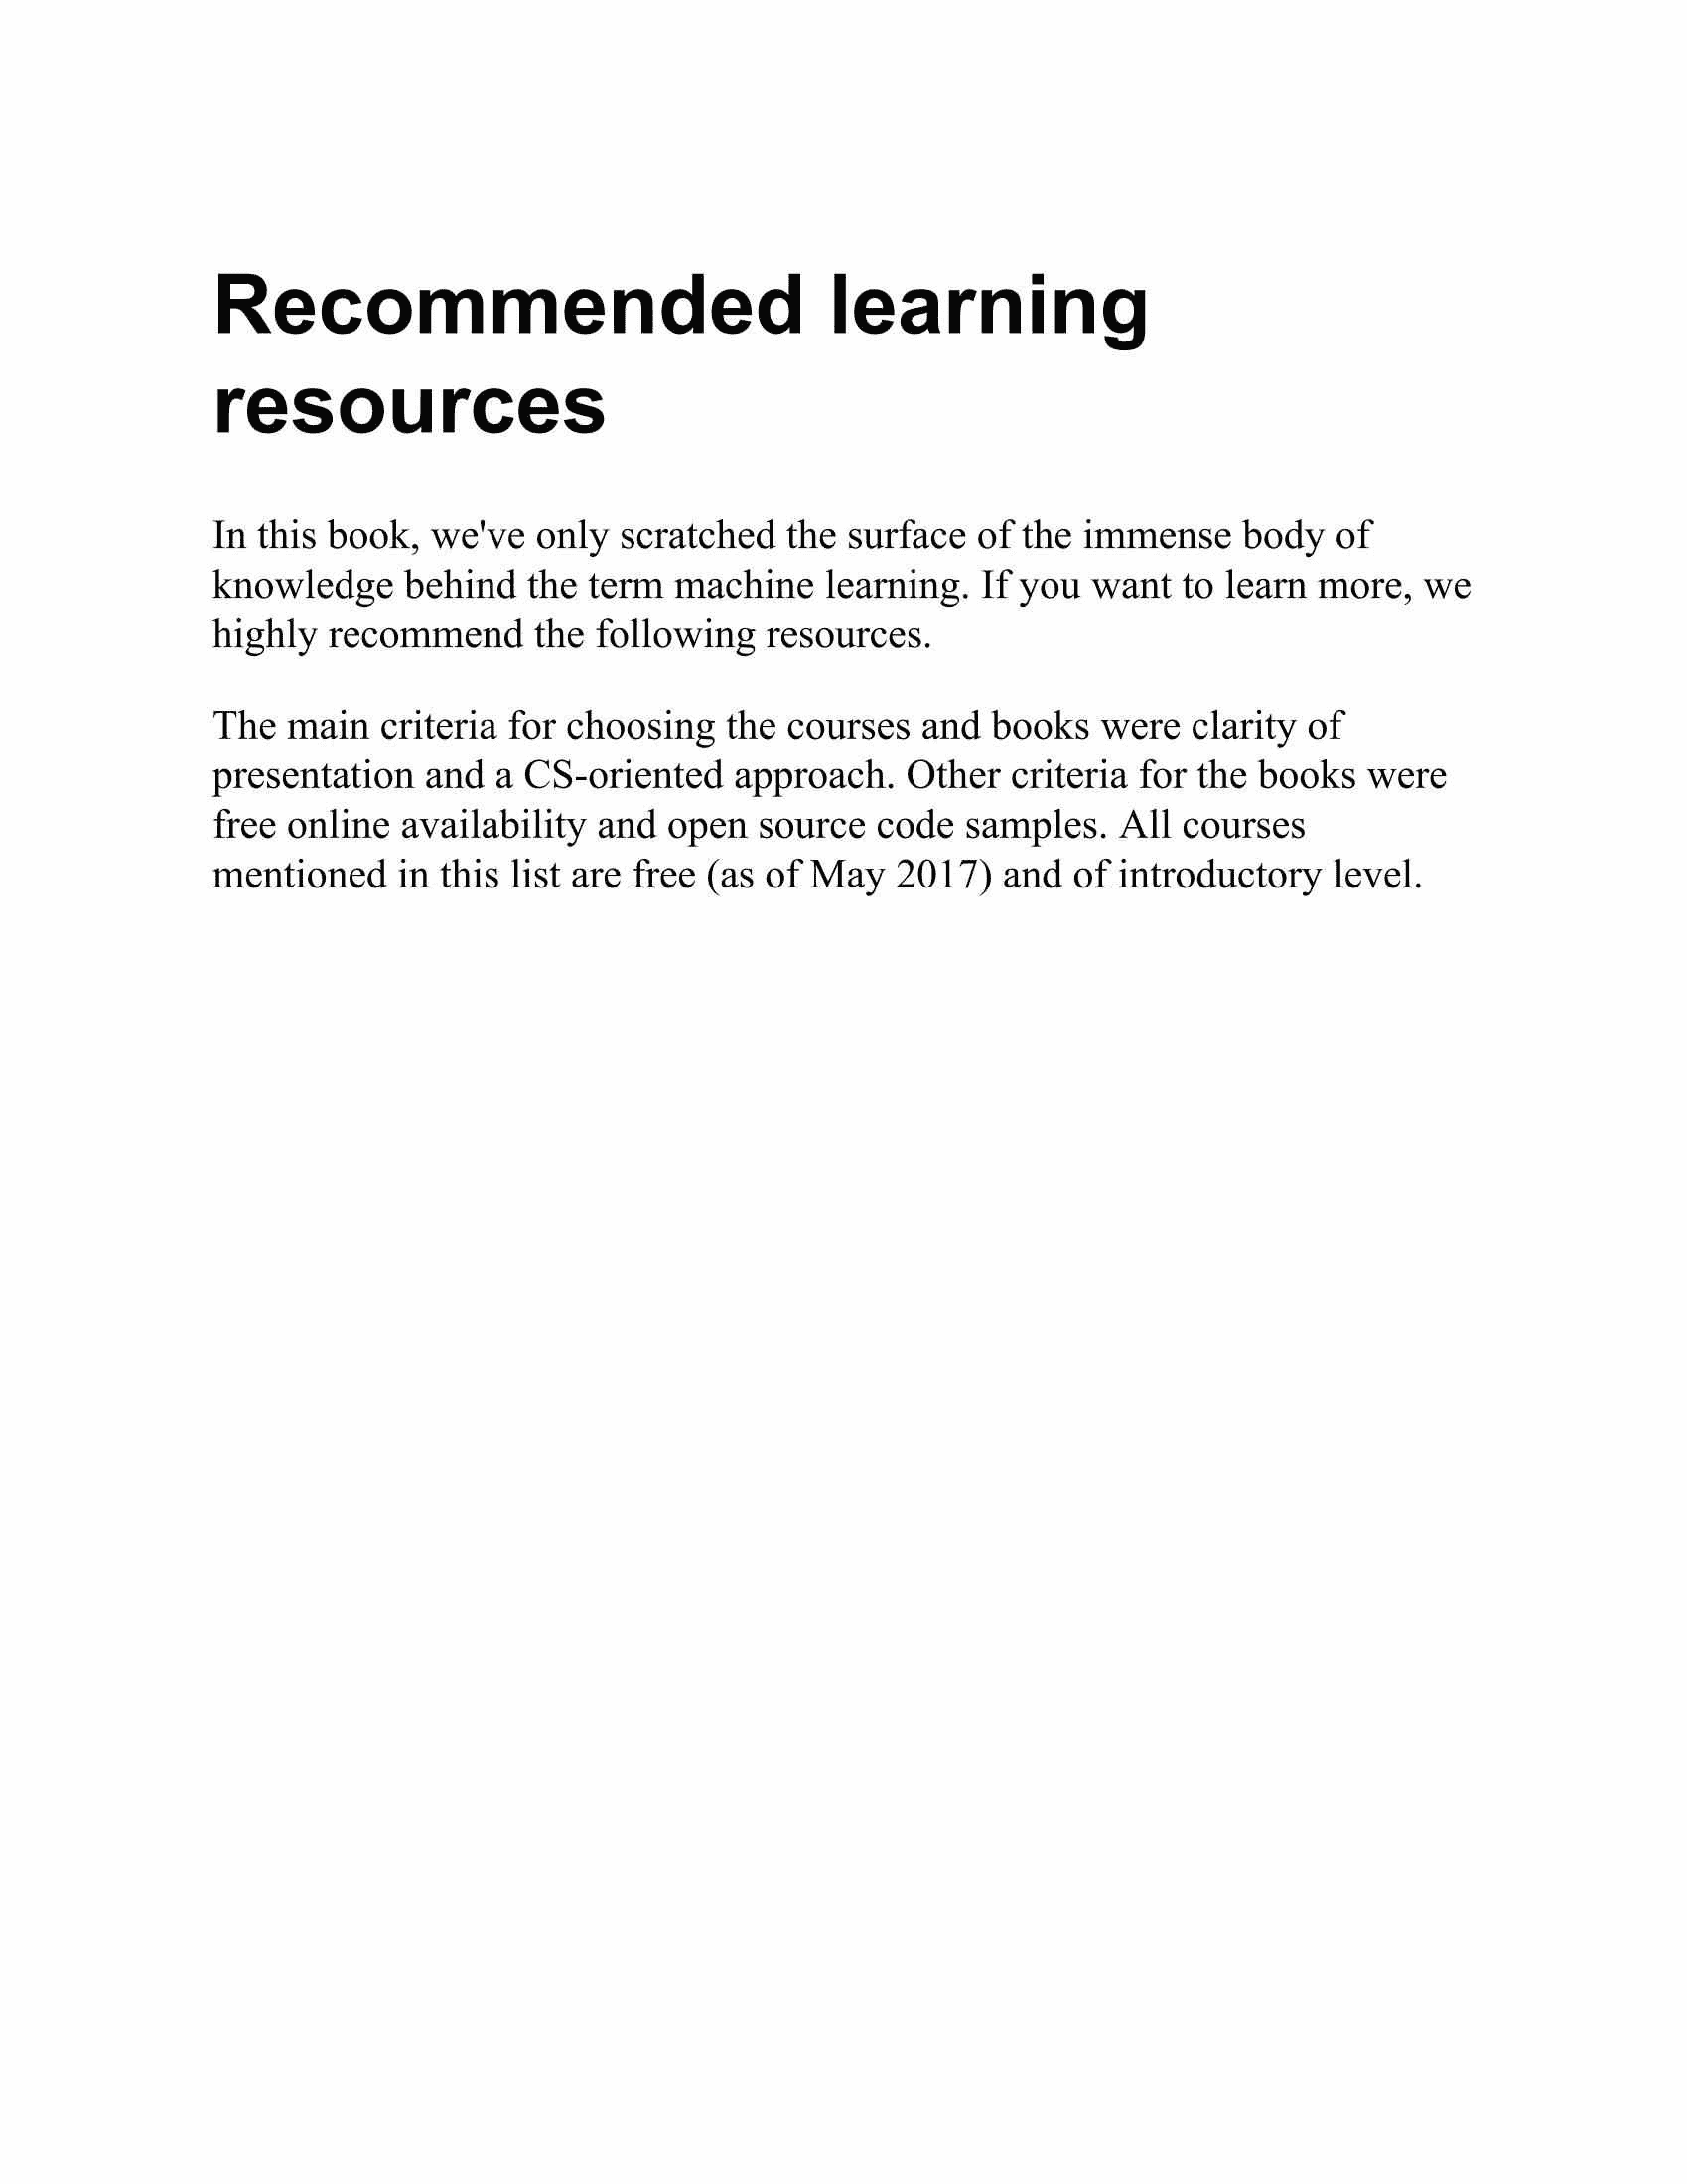 Recommended learning
resources
In this book, we've only scratched the surface of the immense body of
knowledge behind the term machine learning. If you want to learn more, we
highly recommend the following resources.
The main criteria for choosing the courses and books were clarity of
presentation and a CS-oriented approach. Other criteria for the books were
free online availability and open source code samples. All courses
mentioned in this list are free (as of May 2017) and of introductory level.